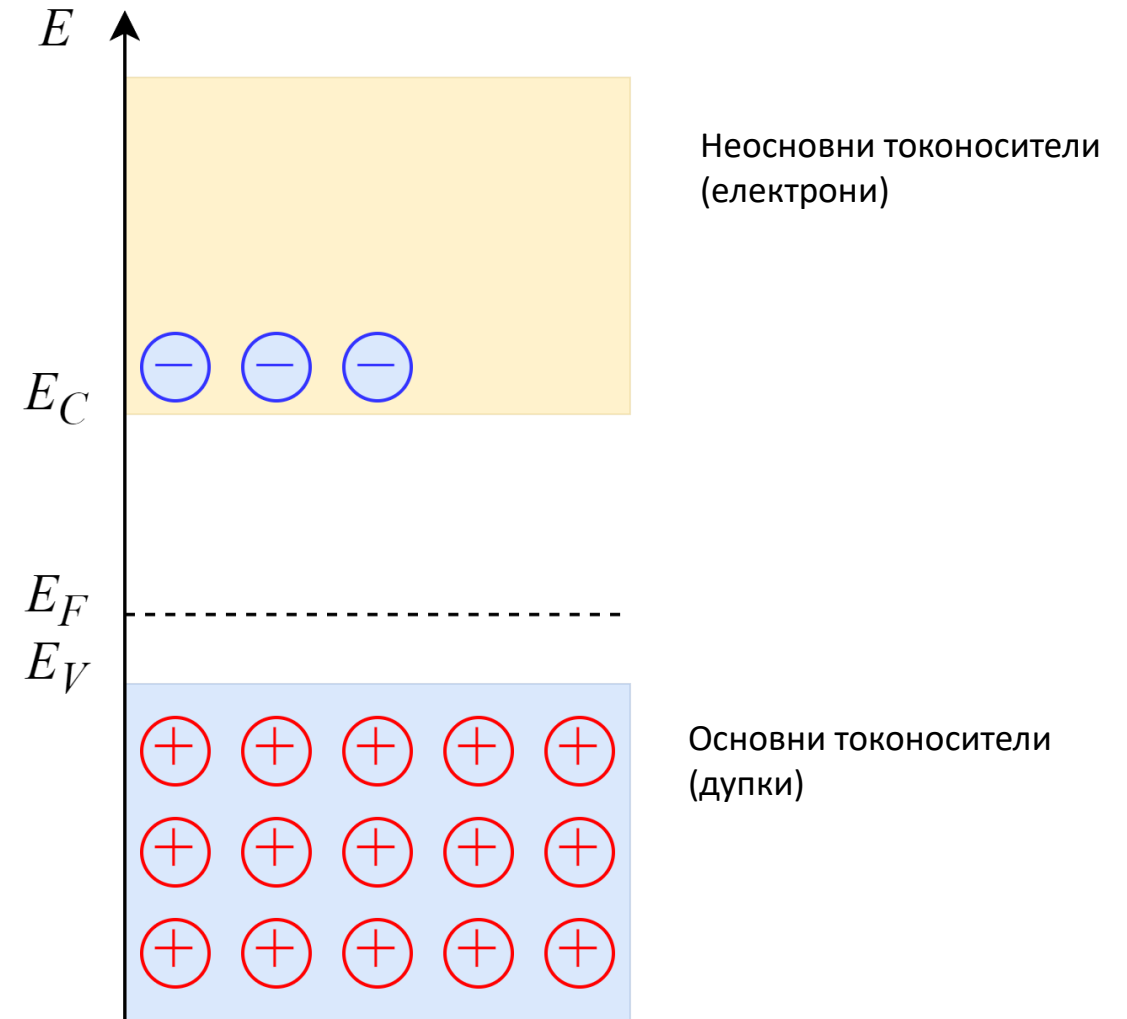 E
Неосновни токоносители
(електрони)
− − −
E_C
E_F
E_V
+ + + + +
Основни токоносители
(дупки)
+ + + + +
+ + + + +